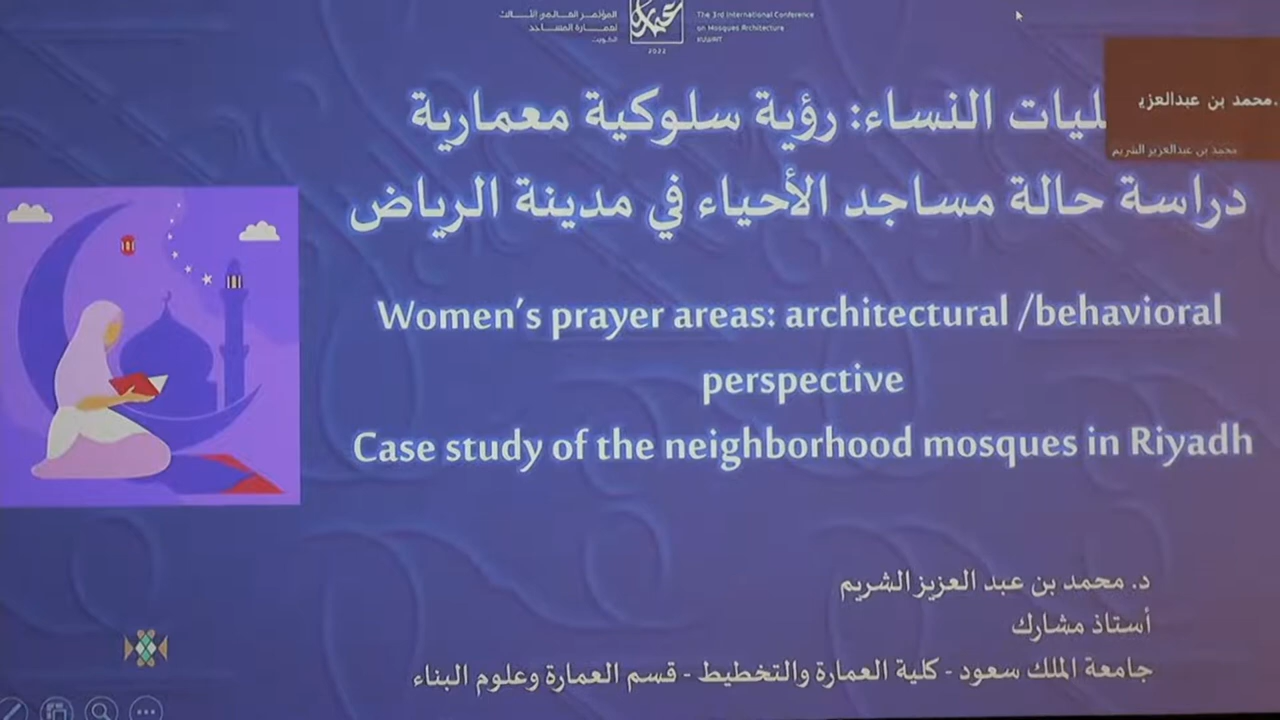 المؤتمر العالمي الثالث
لعمارة المساجد
الكويت
2022
The 3rd International Conference
on Mosques Architecture
KUWAIT
محمد بن عبدالعزيز الشريم
النساء: رؤية سلوكية معمارية
دراسة حالة مساجد الأحياء في مدينة الرياض
Women's prayer areas: architectural /behavioral
perspective
Case study of the neighborhood mosques in Riyadh
د. محمد بن عبد العزيز الشريم
أستاذ مشارك
جامعة الملك سعود - كلية العمارة والتخطيط - قسم العمارة وعلوم البناء